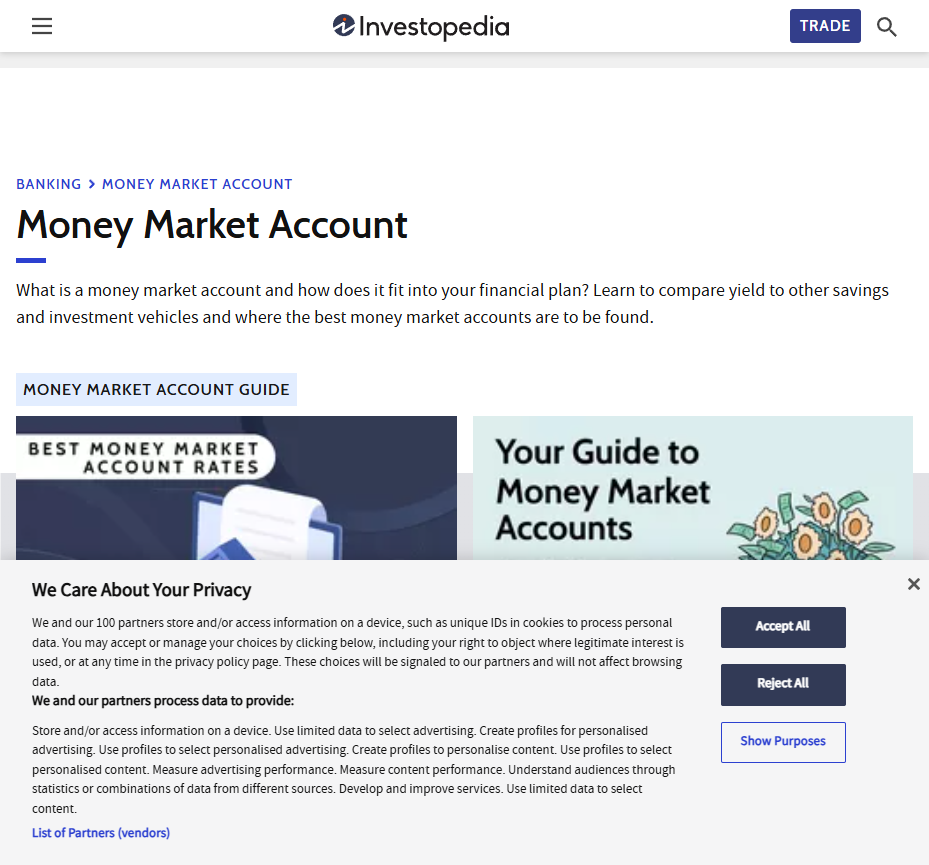 Investopedia
TRADE
BANKING > MONEY MARKET ACCOUNT
Money Market Account
What is a money market account and how does it fit into your financial plan? Learn to compare yield to other savings
and investment vehicles and where the best money market accounts are to be found.
MONEY MARKET ACCOUNT GUIDE
BEST MONEY MARKET
ACCOUNT RATES
Your Guide to
Money Market
Accounts
We Care About Your Privacy
We and our 100 partners store and/or access information on a device, such as unique IDs in cookies to process personal
data. You may accept or manage your choices by clicking below, including your right to object where legitimate interest is
used, or at any time in the privacy policy page. These choices will be signaled to our partners and will not affect browsing
data.
We and our partners process data to provide:
Store and/or access information on a device. Use limited data to select advertising. Create profiles for personalised
advertising. Use profiles to select personalised advertising. Create profiles to personalise content. Use profiles to select
personalised content. Measure advertising performance. Measure content performance. Understand audiences through
statistics or combinations of data from different sources. Develop and improve services. Use limited data to select
content.
List of Partners (vendors)
Accept All
Reject All
Show Purposes